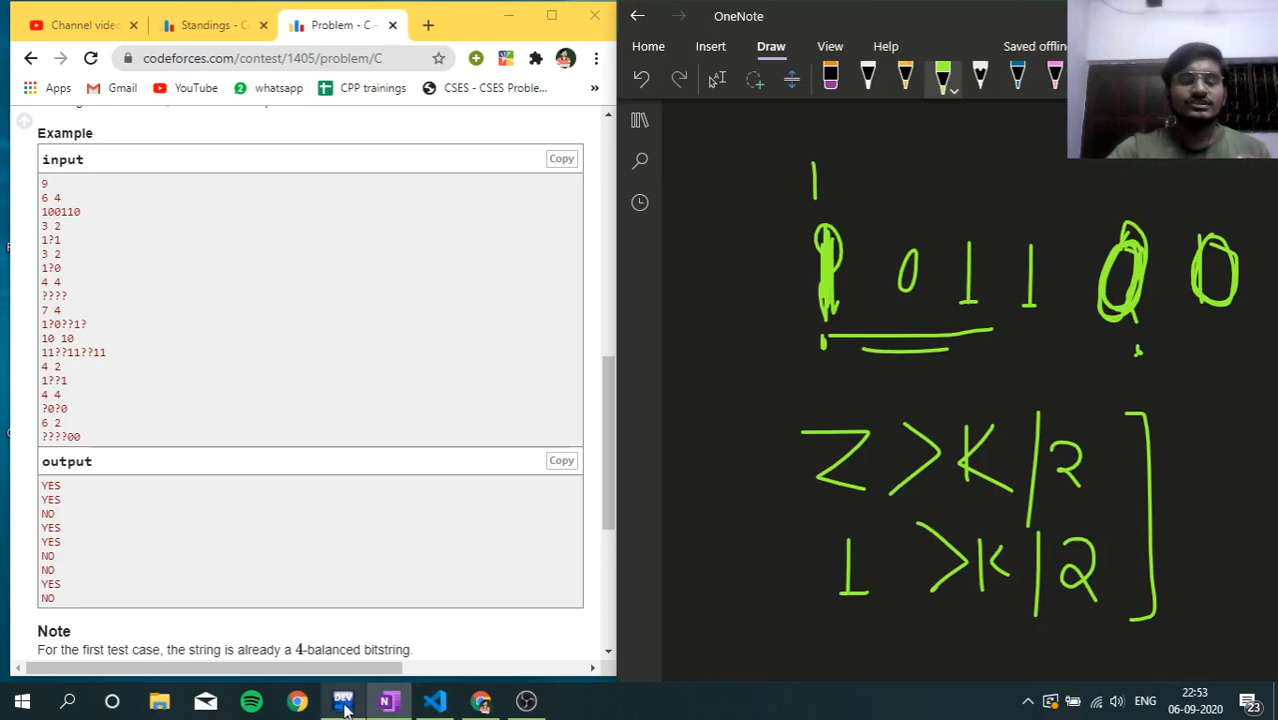 Channel video
Standings - C
Problem - C -
codeforces.com/contest/1405/problem/C
Apps
Gmail
YouTube
whatsapp
CPP trainings
CSES - CSES Proble...
Example
input
Copy
9
6 4
100110
3 2
1?1
3 2
1?0
4 4
????
7 4
1?0??1?
10 10
11??11??11
4 2
1??1
4 4
?0?0
6 2
????00
output
Copy
YES
YES
NO
YES
YES
NO
NO
YES
NO
Note
For the first test case, the string is already a 4-balanced bitstring.
OneNote
Home
Insert
Draw
View
Help
Saved offlin
1
0 1 1 0 0
Z > K | 2
1 > K | 2
DEV
22:53
06-09-2020
23